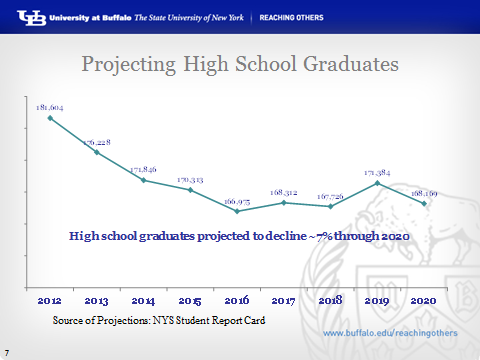 UB University at Buffalo The State University of New York | REACHING OTHERS
Projecting High School Graduates
181,604
176,228
171,846
170,313
166,975
168,312
167,726
171,384
168,169
High school graduates projected to decline ~7% through 2020
2012 2013 2014 2015 2016 2017 2018 2019 2020
Source of Projections: NYS Student Report Card
www.buffalo.edu/reachingothers
7